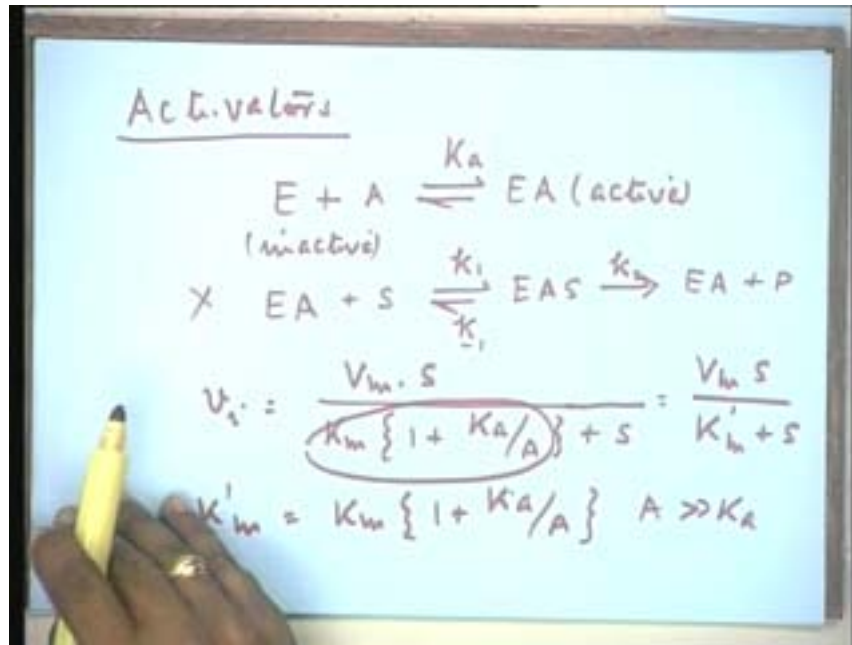 Activators
E + A ⇌ EA (active)
Ka
(inactive)
X EA + S ⇌ EAS → EA + P
k₁ k₂
k₋₁
vᵢ = Vm . S / Km { 1 + Ka/A } + S = Vm S / K'm + S
K'm = Km { 1 + Ka/A } A >> Ka